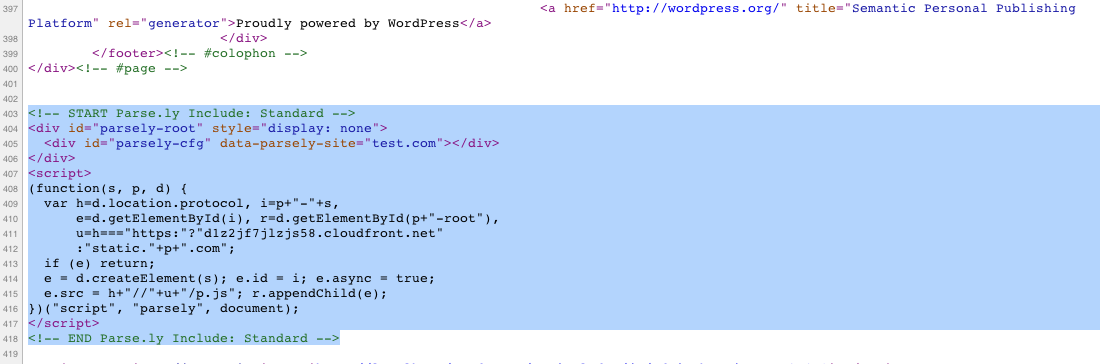 397 <a href="http://wordpress.org/" title="Semantic Personal Publishing
Platform" rel="generator">Proudly powered by WordPress</a>
398 </div>
399 </footer><!-- #colophon -->
400 </div><!-- #page -->
401
402
403 <!-- START Parse.ly Include: Standard -->
404 <div id="parsely-root" style="display: none">
405 <div id="parsely-cfg" data-parsely-site="test.com"></div>
406 </div>
407 <script>
408 (function(s, p, d) {
409 var h=d.location.protocol, i=p+"-"+s,
410 e=d.getElementById(i), r=d.getElementById(p+"-root"),
411 u=h==="https:"?"d1z2jf7jlzjs58.cloudfront.net"
412 :"static."+p+".com";
413 if (e) return;
414 e = d.createElement(s); e.id = i; e.async = true;
415 e.src = h+"//"+u+"/p.js"; r.appendChild(e);
416 })("script", "parsely", document);
417 </script>
418 <!-- END Parse.ly Include: Standard -->
419